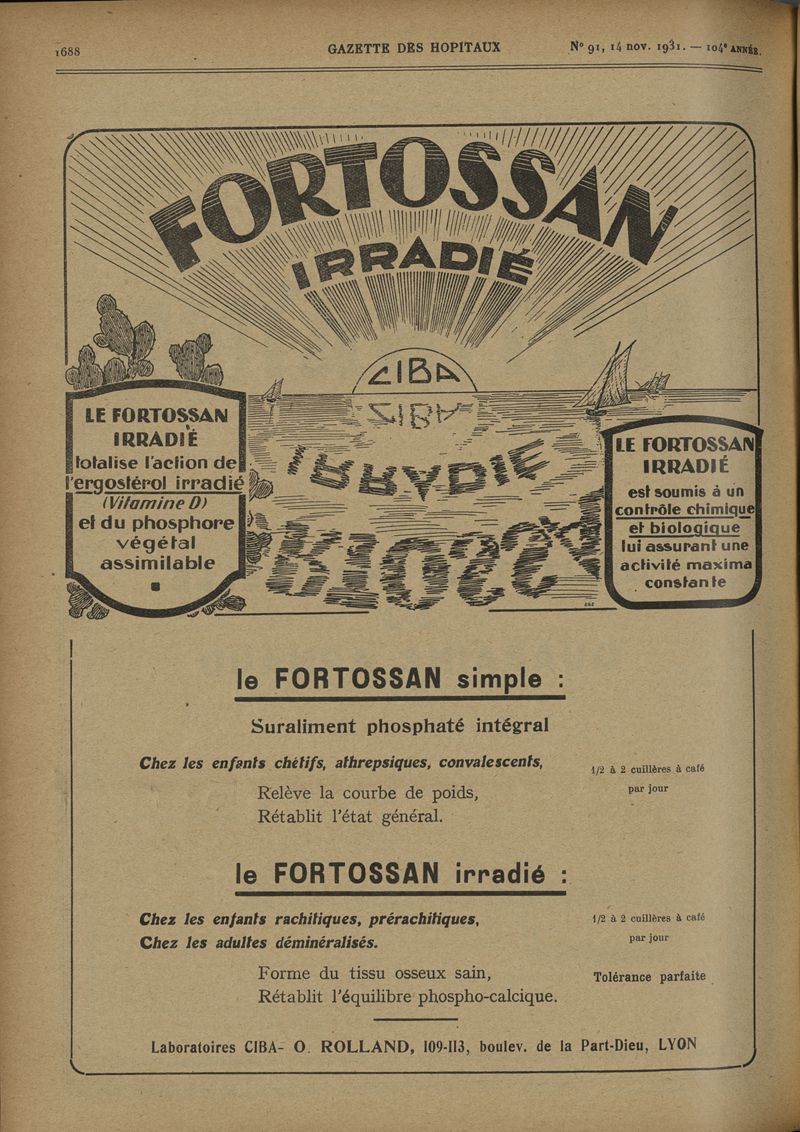 1688
GAZETTE DES HOPITAUX
N° 91, 14 nov. 1931. — 104e ANNÉE.
FORTOSSAN
IRRADIÉ
CIBA
CIBA
IRRADIÉ
LE FORTOSSAN
IRRADIÉ
totalise l'action de
l'ergostérol irradié
(Vitamine D)
et du phosphore
végétal
assimilable
LE FORTOSSAN
IRRADIÉ
est soumis à un
contrôle chimique
et biologique
lui assurant une
activité maxima
constante
le FORTOSSAN simple :
Suraliment phosphaté intégral
Chez les enfants chétifs, athrepsiques, convalescents,
1/2 à 2 cuillères à café
par jour
Relève la courbe de poids,
Rétablit l'état général.
le FORTOSSAN irradié :
Chez les enfants rachitiques, prérachitiques,
Chez les adultes déminéralisés.
1/2 à 2 cuillères à café
par jour
Forme du tissu osseux sain,
Rétablit l'équilibre phospho-calcique.
Tolérance parfaite
Laboratoires CIBA- O. ROLLAND, 109-113, boulev. de la Part-Dieu, LYON